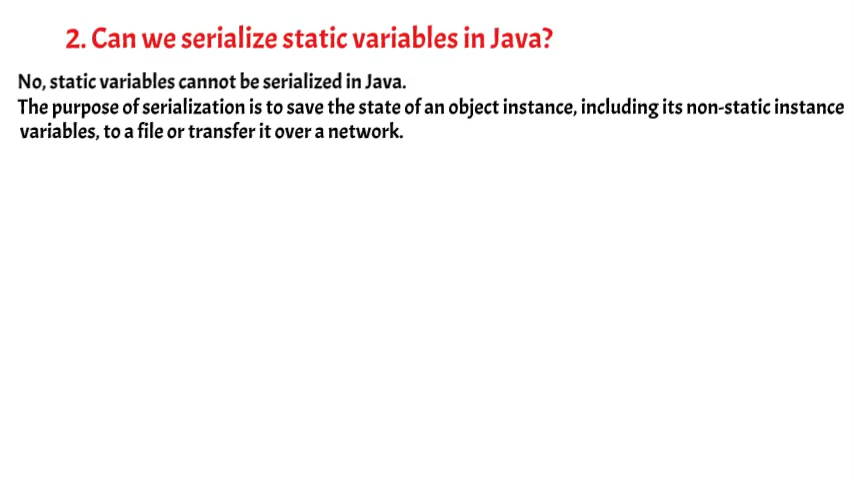 2. Can we serialize static variables in Java?
No, static variables cannot be serialized in Java.
The purpose of serialization is to save the state of an object instance, including its non-static instance
variables, to a file or transfer it over a network.